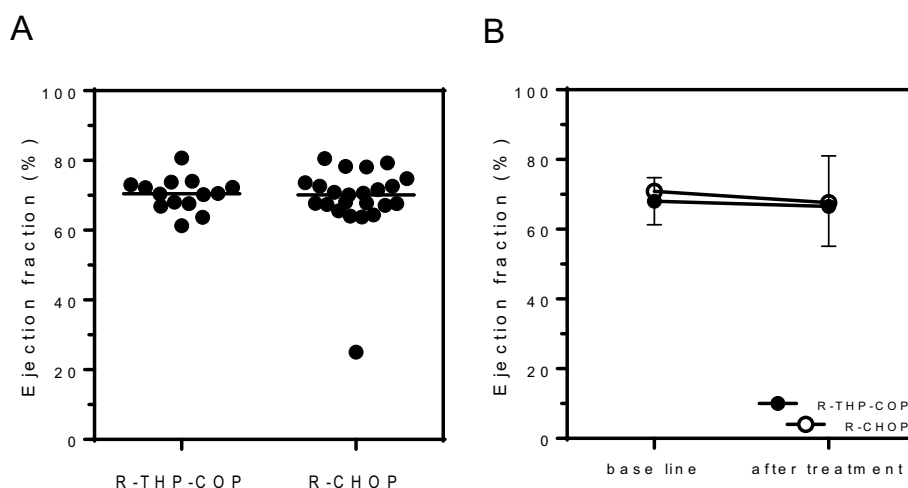 A
B
Ejection fraction (%)
100
80
60
40
20
0
R-THP-COP
R-CHOP
Ejection fraction (%)
100
80
60
40
20
0
R-THP-COP
R-CHOP
base line
after treatment